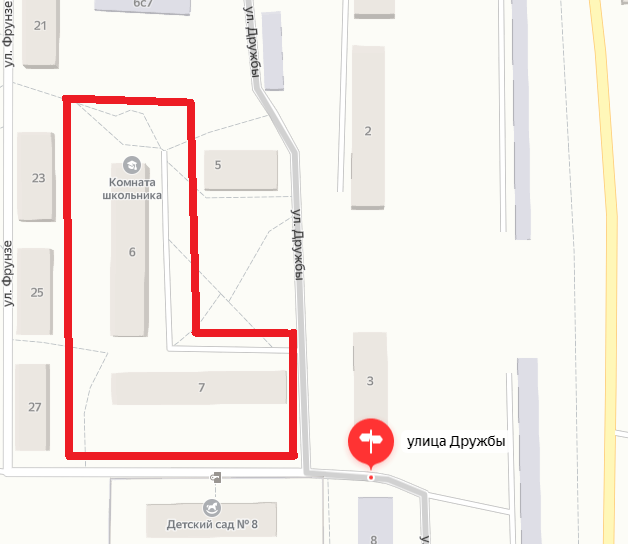 6с7
ул. Фрунзе
21
ул. Дружбы
2
5
23
Комната
школьника
ул. Дружбы
6
ул. Фрунзе
25
3
7
27
улица Дружбы
Детский сад № 8
8